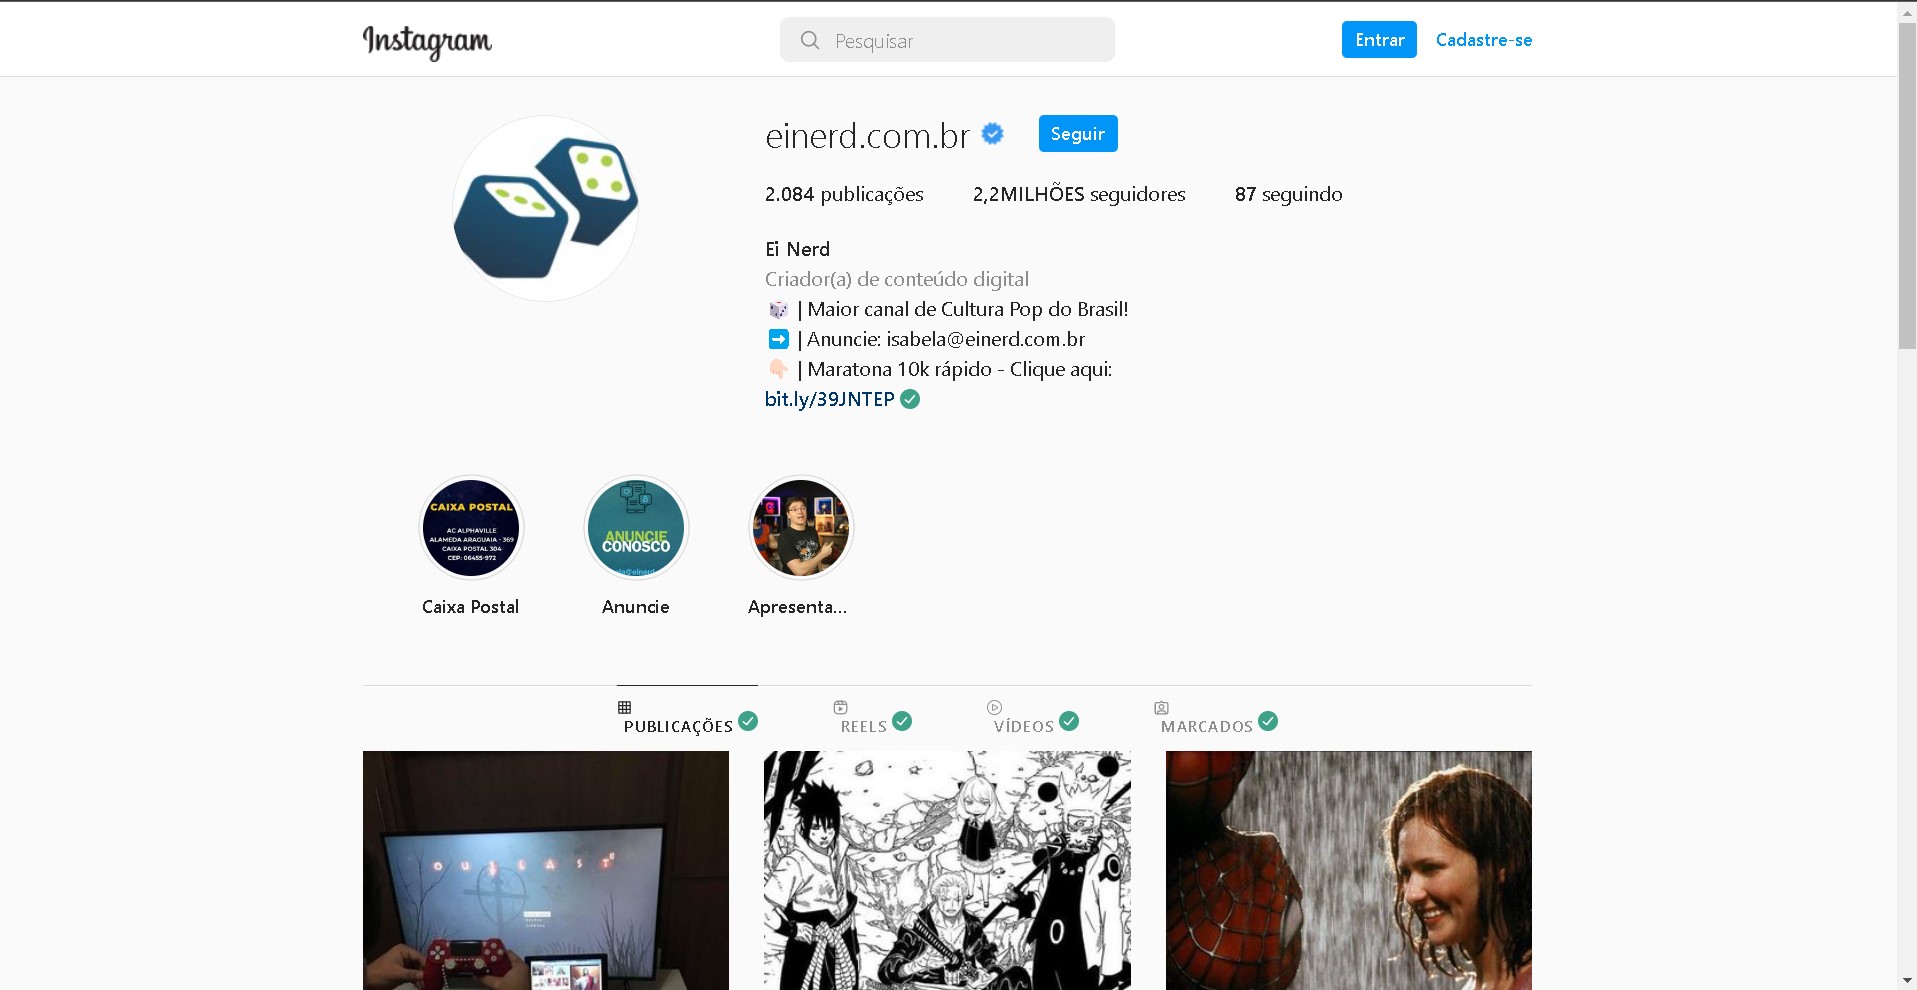 Instagram
Pesquisar
Entrar
Cadastre-se
einerd.com.br
Seguir
2.084 publicações
2,2MILHÕES seguidores
87 seguindo
Ei Nerd
Criador(a) de conteúdo digital
| Maior canal de Cultura Pop do Brasil!
| Anuncie: isabela@einerd.com.br
| Maratona 10k rápido - Clique aqui:
bit.ly/39JNTEP
CAIXA POSTAL
AC ALPHAVILLE
ALAMEDA ARAGUAIA - 369
CAIXA POSTAL 304
CEP: 06455-972
ANUNCIE
CONOSCO
Caixa Postal
Anuncie
Apresenta...
PUBLICAÇÕES
REELS
VÍDEOS
MARCADOS